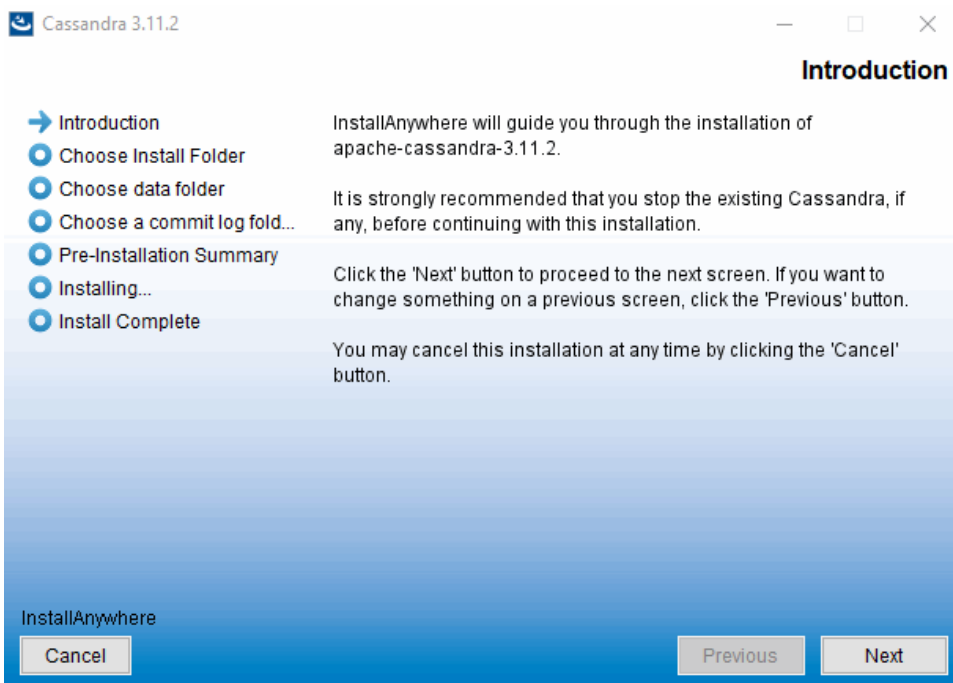 Cassandra 3.11.2
Introduction
Introduction
Choose Install Folder
Choose data folder
Choose a commit log fold...
Pre-Installation Summary
Installing...
Install Complete
InstallAnywhere will guide you through the installation of
apache-cassandra-3.11.2.
It is strongly recommended that you stop the existing Cassandra, if
any, before continuing with this installation.
Click the 'Next' button to proceed to the next screen. If you want to
change something on a previous screen, click the 'Previous' button.
You may cancel this installation at any time by clicking the 'Cancel'
button.
InstallAnywhere
Cancel
Previous
Next